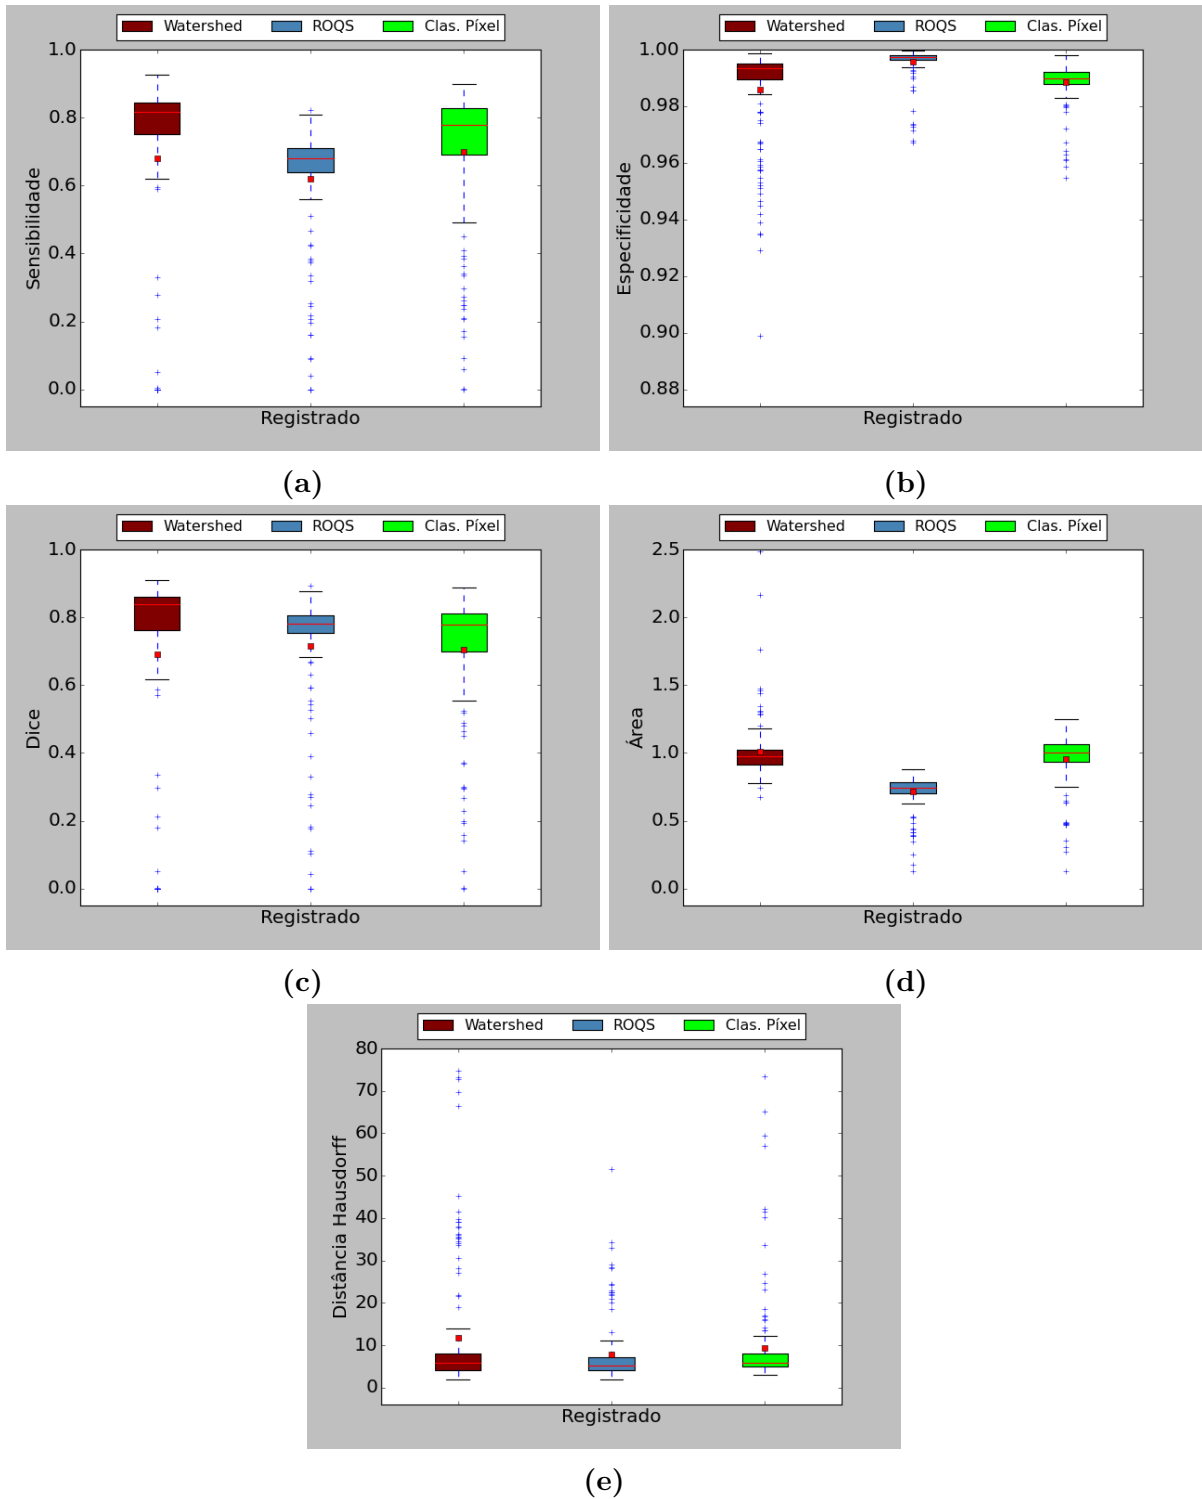 Watershed ROQS Clas. Píxel
1.0
0.8
0.6
0.4
0.2
0.0
Sensibilidade
Registrado
(a)
Watershed ROQS Clas. Píxel
1.00
0.98
0.96
0.94
0.92
0.90
0.88
Especificidade
Registrado
(b)
Watershed ROQS Clas. Píxel
1.0
0.8
0.6
0.4
0.2
0.0
Dice
Registrado
(c)
Watershed ROQS Clas. Píxel
2.5
2.0
1.5
1.0
0.5
0.0
Área
Registrado
(d)
Watershed ROQS Clas. Píxel
80
70
60
50
40
30
20
10
0
Distância Hausdorff
Registrado
(e)